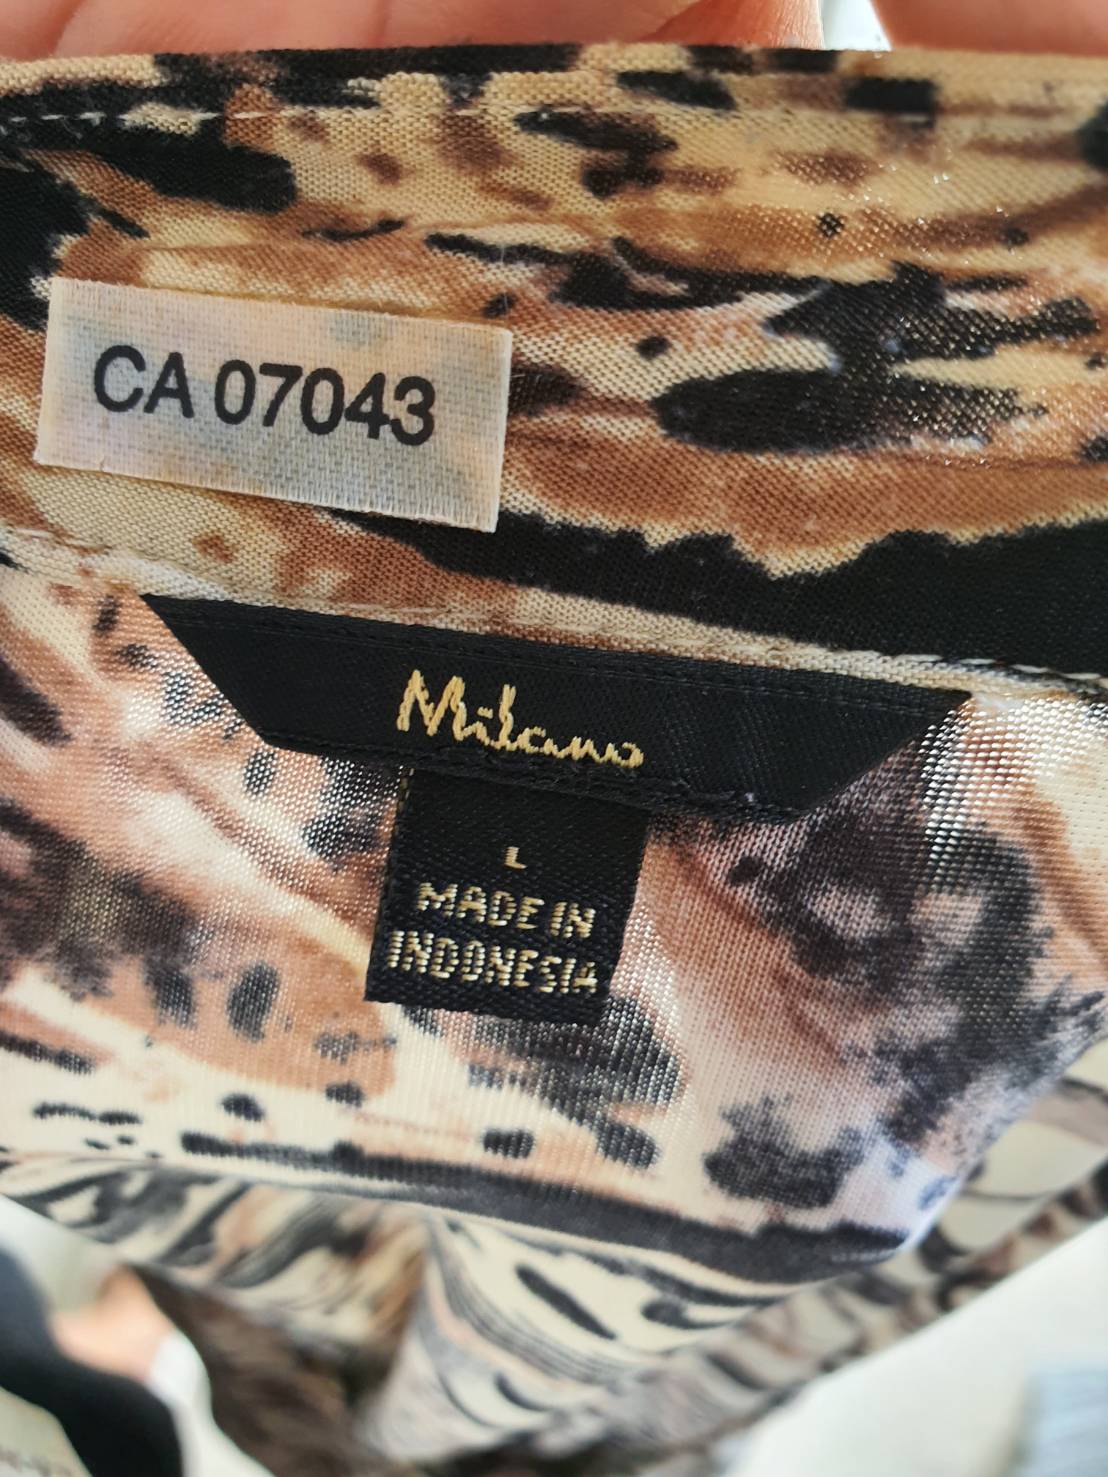 CA 07043
Milano
L
MADE IN
INDONESIA